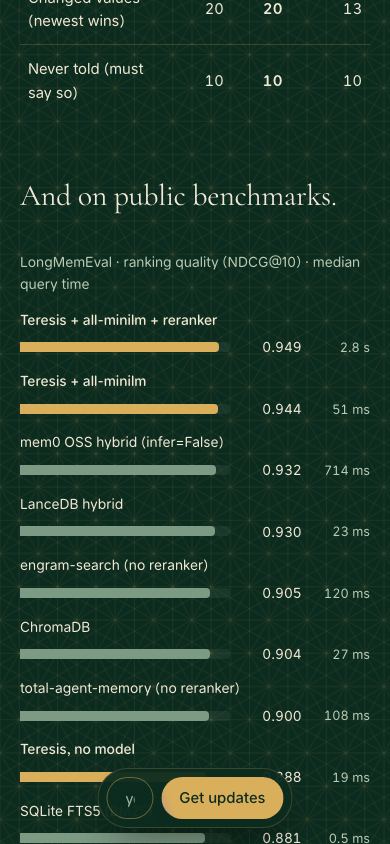 (newest wins) 20 20 13
Never told (must
say so) 10 10 10
And on public benchmarks.
LongMemEval · ranking quality (NDCG@10) · median
query time
Teresis + all-minilm + reranker
0.949 2.8 s
Teresis + all-minilm
0.944 51 ms
mem0 OSS hybrid (infer=False)
0.932 714 ms
LanceDB hybrid
0.930 23 ms
engram-search (no reranker)
0.905 120 ms
ChromaDB
0.904 27 ms
total-agent-memory (no reranker)
0.900 108 ms
Teresis, no model
19 ms
Get updates
SQLite FTS5
0.881 0.5 ms